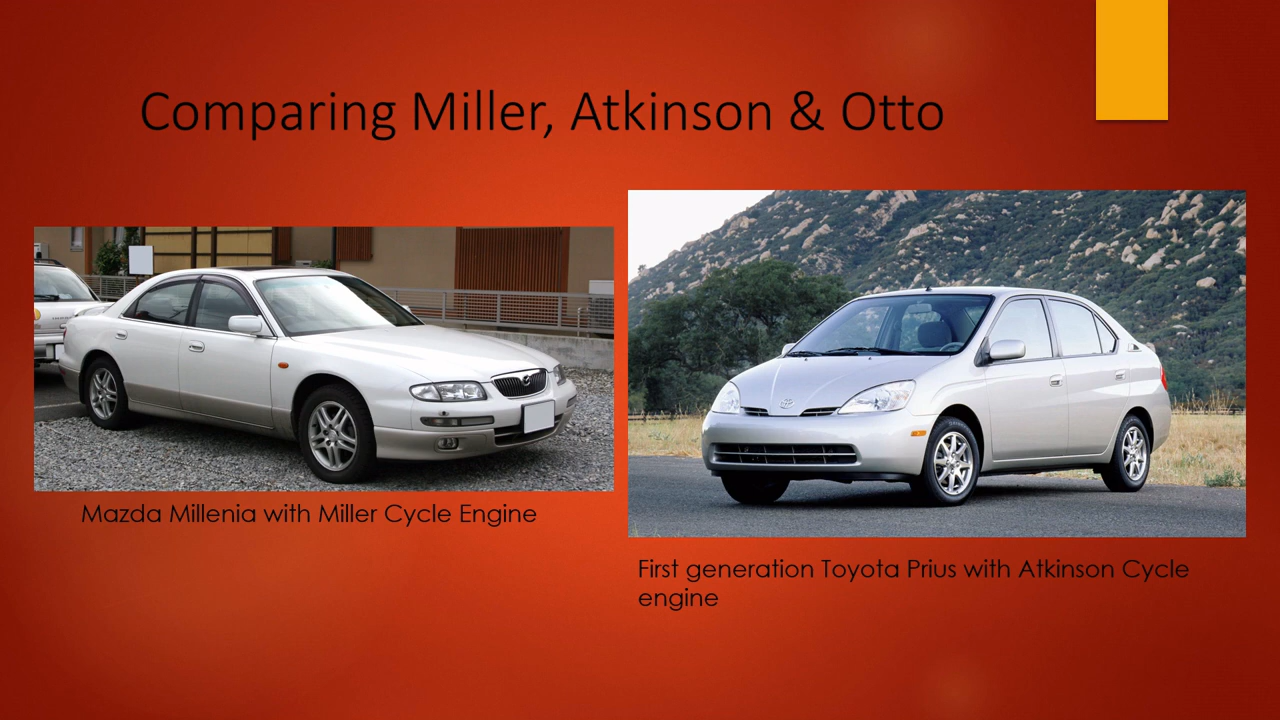 Comparing Miller, Atkinson & Otto
Mazda Millenia with Miller Cycle Engine
First generation Toyota Prius with Atkinson Cycle
engine